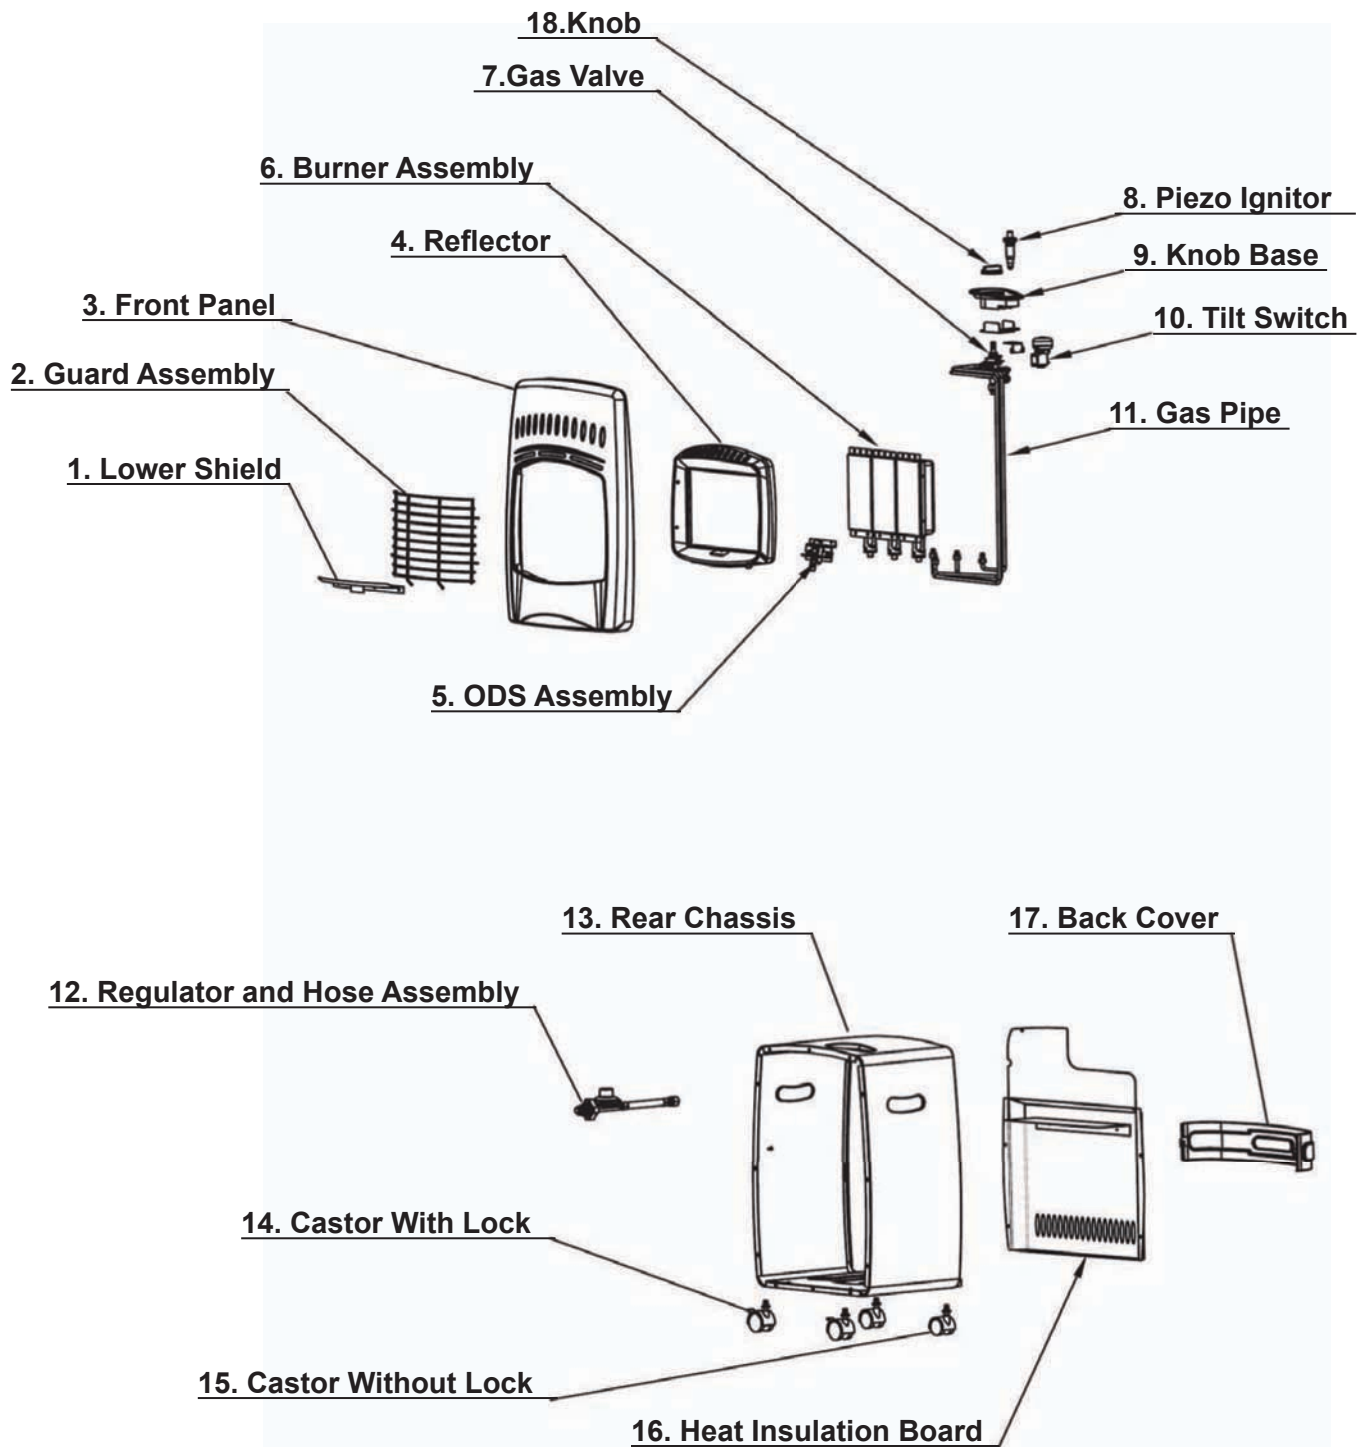 18.Knob
7.Gas Valve
6. Burner Assembly
8. Piezo Ignitor
4. Reflector
9. Knob Base
3. Front Panel
10. Tilt Switch
2. Guard Assembly
11. Gas Pipe
1. Lower Shield
5. ODS Assembly
13. Rear Chassis
17. Back Cover
12. Regulator and Hose Assembly
14. Castor With Lock
15. Castor Without Lock
16. Heat Insulation Board